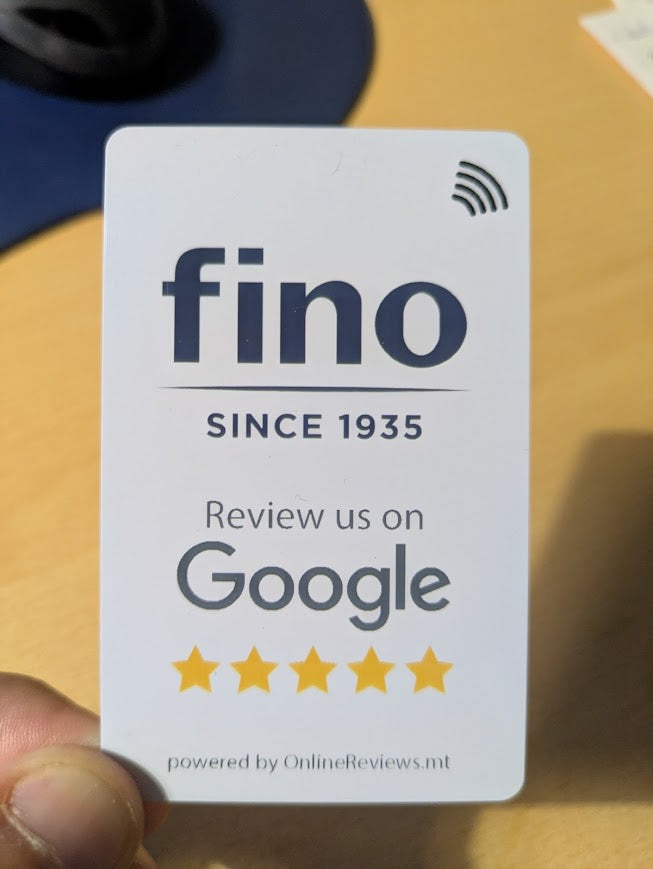 fino
SINCE 1935
Review us on
Google
powered by OnlineReviews.mt